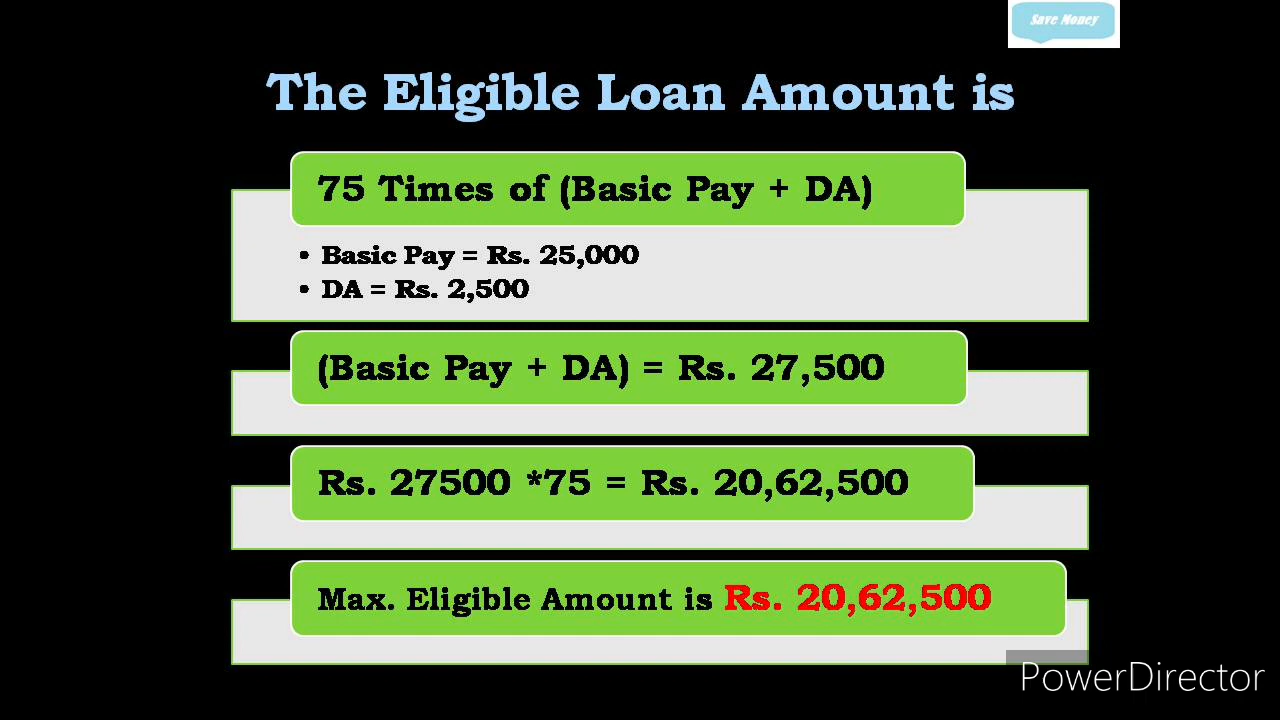 Save Money
The Eligible Loan Amount is
75 Times of (Basic Pay + DA)
• Basic Pay = Rs. 25,000
• DA = Rs. 2,500
(Basic Pay + DA) = Rs. 27,500
Rs. 27500 *75 = Rs. 20,62,500
Max. Eligible Amount is Rs. 20,62,500
PowerDirector